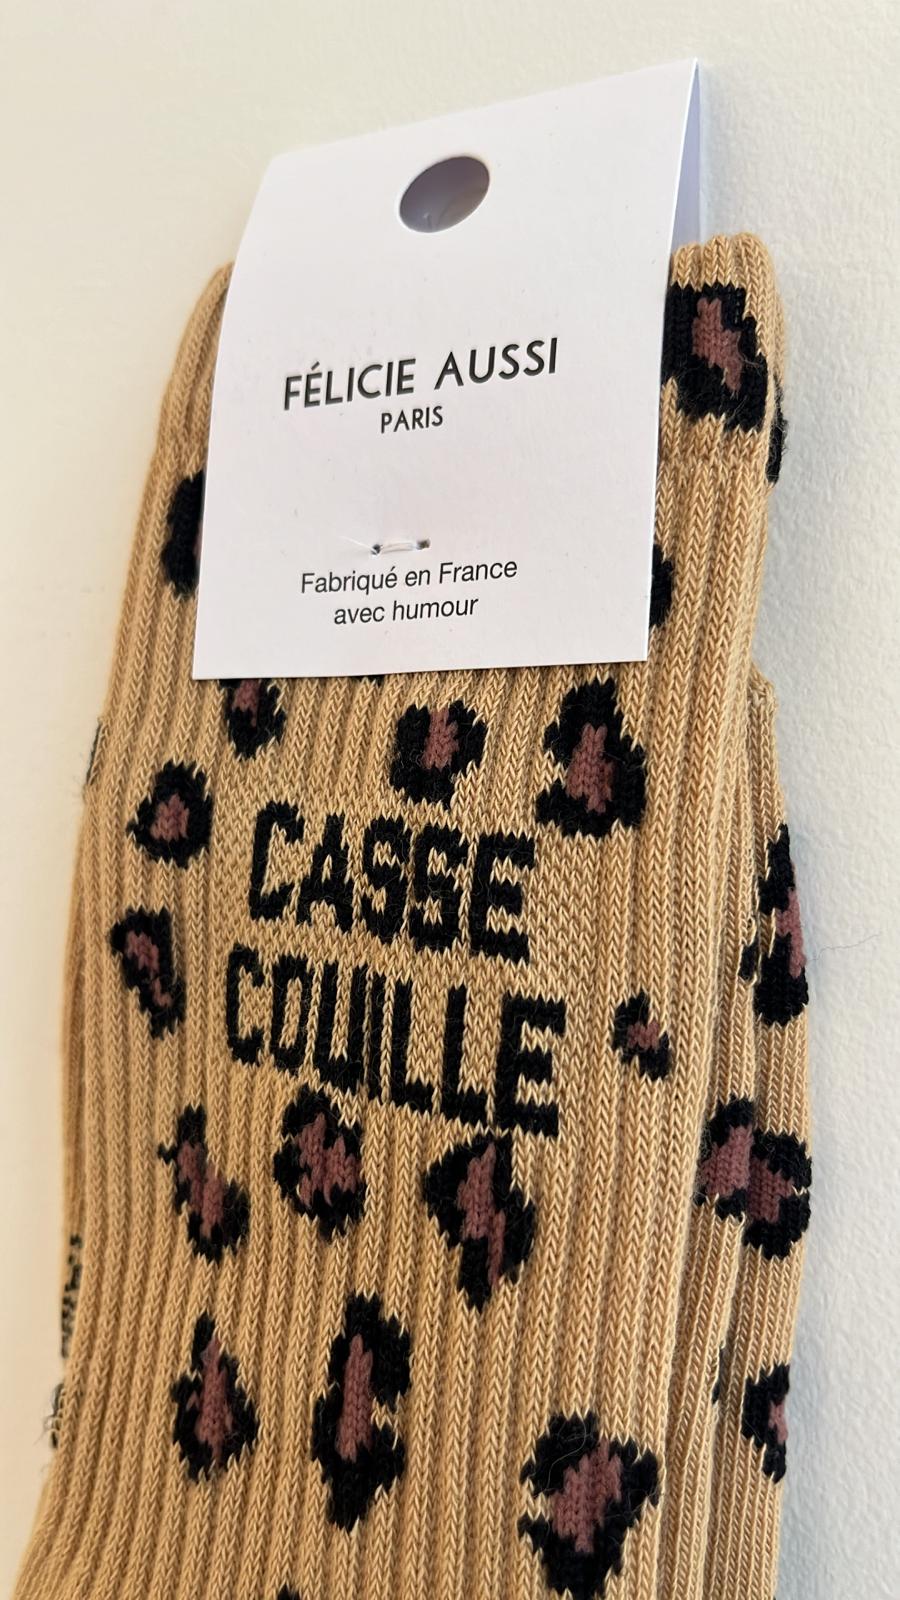 FÉLICIE AUSSI
PARIS
Fabriqué en France
avec humour
CASSE
COUILLE